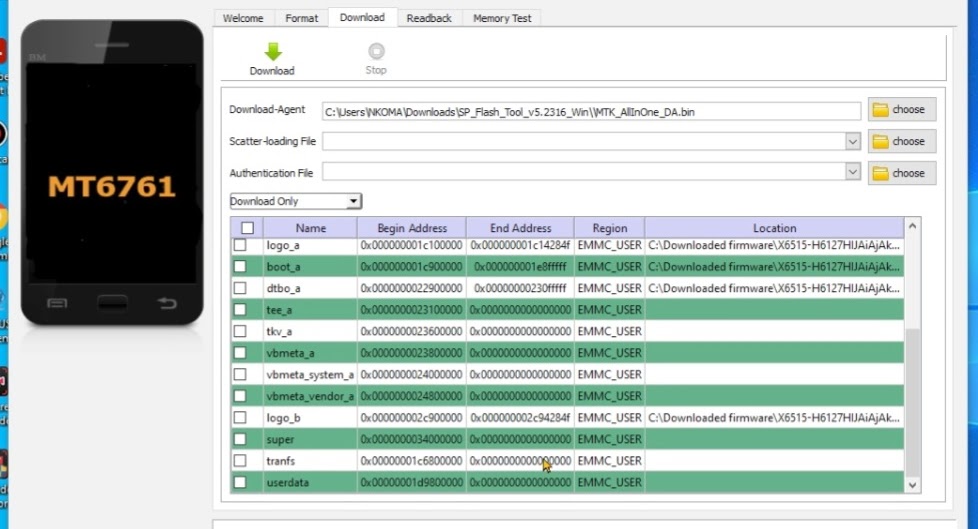 Welcome Format Download Readback Memory Test
Download Stop
Download-Agent C:\Users\NKOMA\Downloads\SP_Flash_Tool_v5.2316_Win\\MTK_AllInOne_DA.bin choose
Scatter-loading File choose
Authentication File choose
Download Only
Name Begin Address End Address Region Location
logo_a 0x000000001c100000 0x000000001c14284f EMMC_USER C:\Downloaded firmware\X6515-H6127HIJAiAjAk...
boot_a 0x000000001c900000 0x000000001e8fffff EMMC_USER C:\Downloaded firmware\X6515-H6127HIJAiAjAk...
dtbo_a 0x0000000022900000 0x00000000230fffff EMMC_USER C:\Downloaded firmware\X6515-H6127HIJAiAjAk...
tee_a 0x0000000023100000 0x0000000000000000 EMMC_USER
tkv_a 0x0000000023600000 0x0000000000000000 EMMC_USER
vbmeta_a 0x0000000023800000 0x0000000000000000 EMMC_USER
vbmeta_system_a 0x0000000024000000 0x0000000000000000 EMMC_USER
vbmeta_vendor_a 0x0000000024800000 0x0000000000000000 EMMC_USER
logo_b 0x000000002c900000 0x000000002c94284f EMMC_USER C:\Downloaded firmware\X6515-H6127HIJAiAjAk...
super 0x0000000034000000 0x0000000000000000 EMMC_USER
tranfs 0x00000001c6800000 0x0000000000000000 EMMC_USER
userdata 0x00000001d9800000 0x0000000000000000 EMMC_USER
BM
MT6761